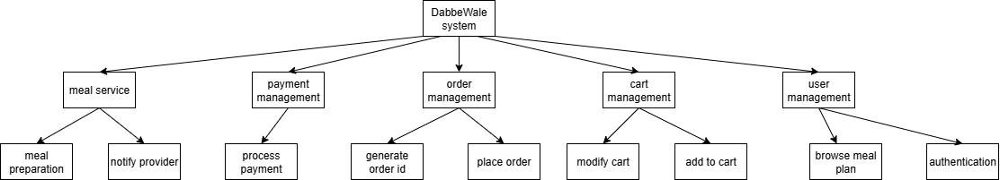 DabbeWale
system
meal service
payment
management
order
management
cart
management
user
management
meal
preparation
notify provider
process
payment
generate
order id
place order
modify cart
add to cart
browse meal
plan
authentication